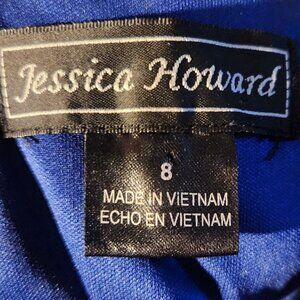 Jessica Howard
8
MADE IN VIETNAM
ECHO EN VIETNAM